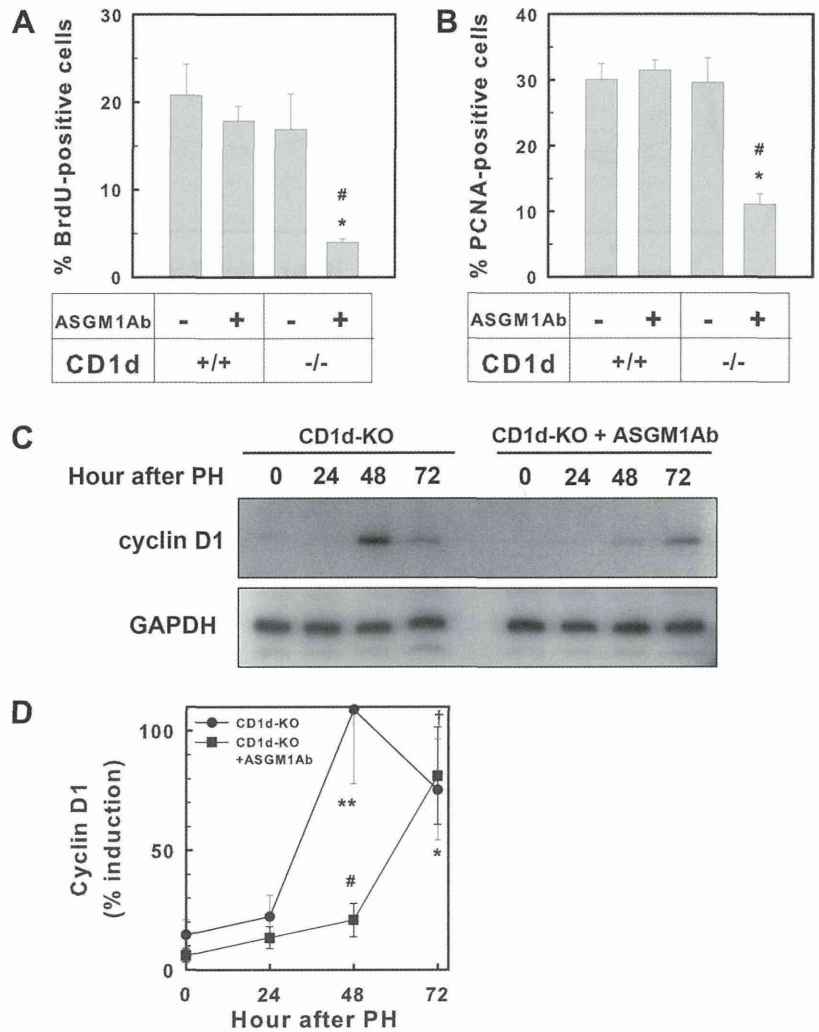 A
30
20
10
0
% BrdU-positive cells
#
*
ASGM1Ab - + - +
CD1d +/+ -/-
B
40
30
20
10
0
% PCNA-positive cells
#
*
ASGM1Ab - + - +
CD1d +/+ -/-
C
CD1d-KO CD1d-KO + ASGM1Ab
Hour after PH 0 24 48 72 0 24 48 72
cyclin D1
GAPDH
D
CD1d-KO
CD1d-KO
+ASGM1Ab
100
50
0
Cyclin D1
(% induction)
†
**
#
*
0 24 48 72
Hour after PH